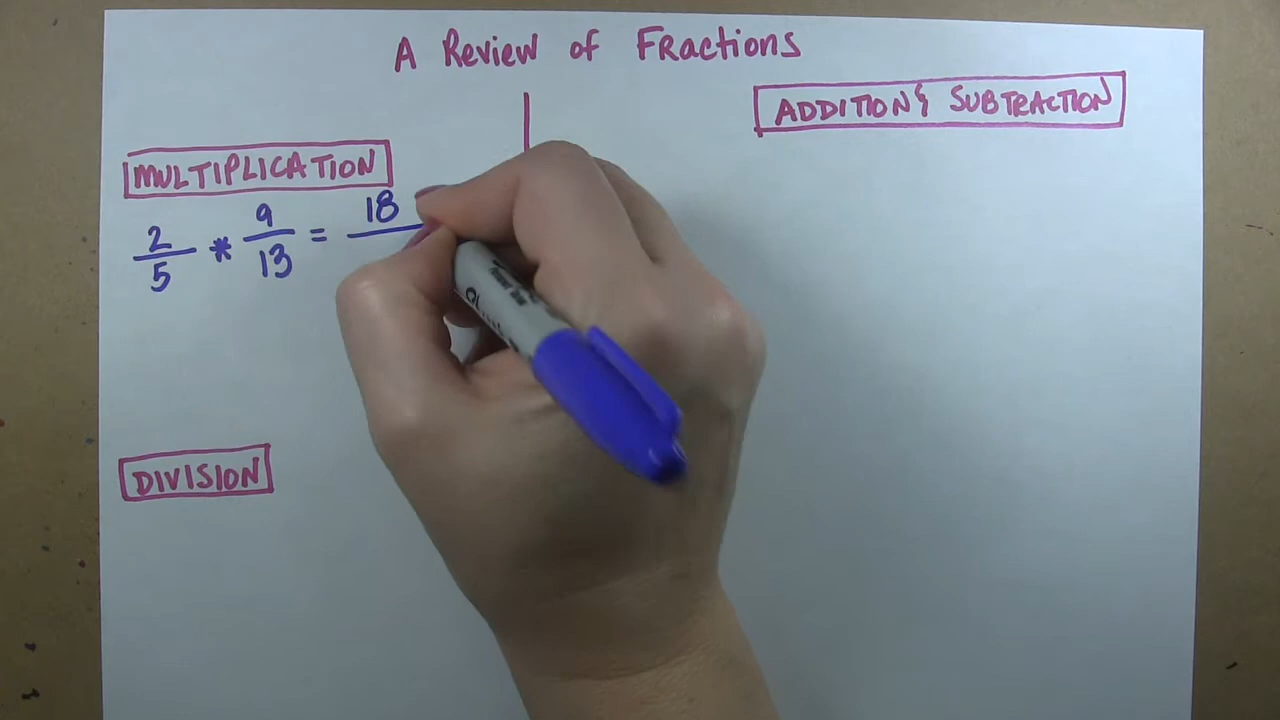 A Review of Fractions
ADDITION & SUBTRACTION
MULTIPLICATION
2/5 * 9/13 = 18
DIVISION